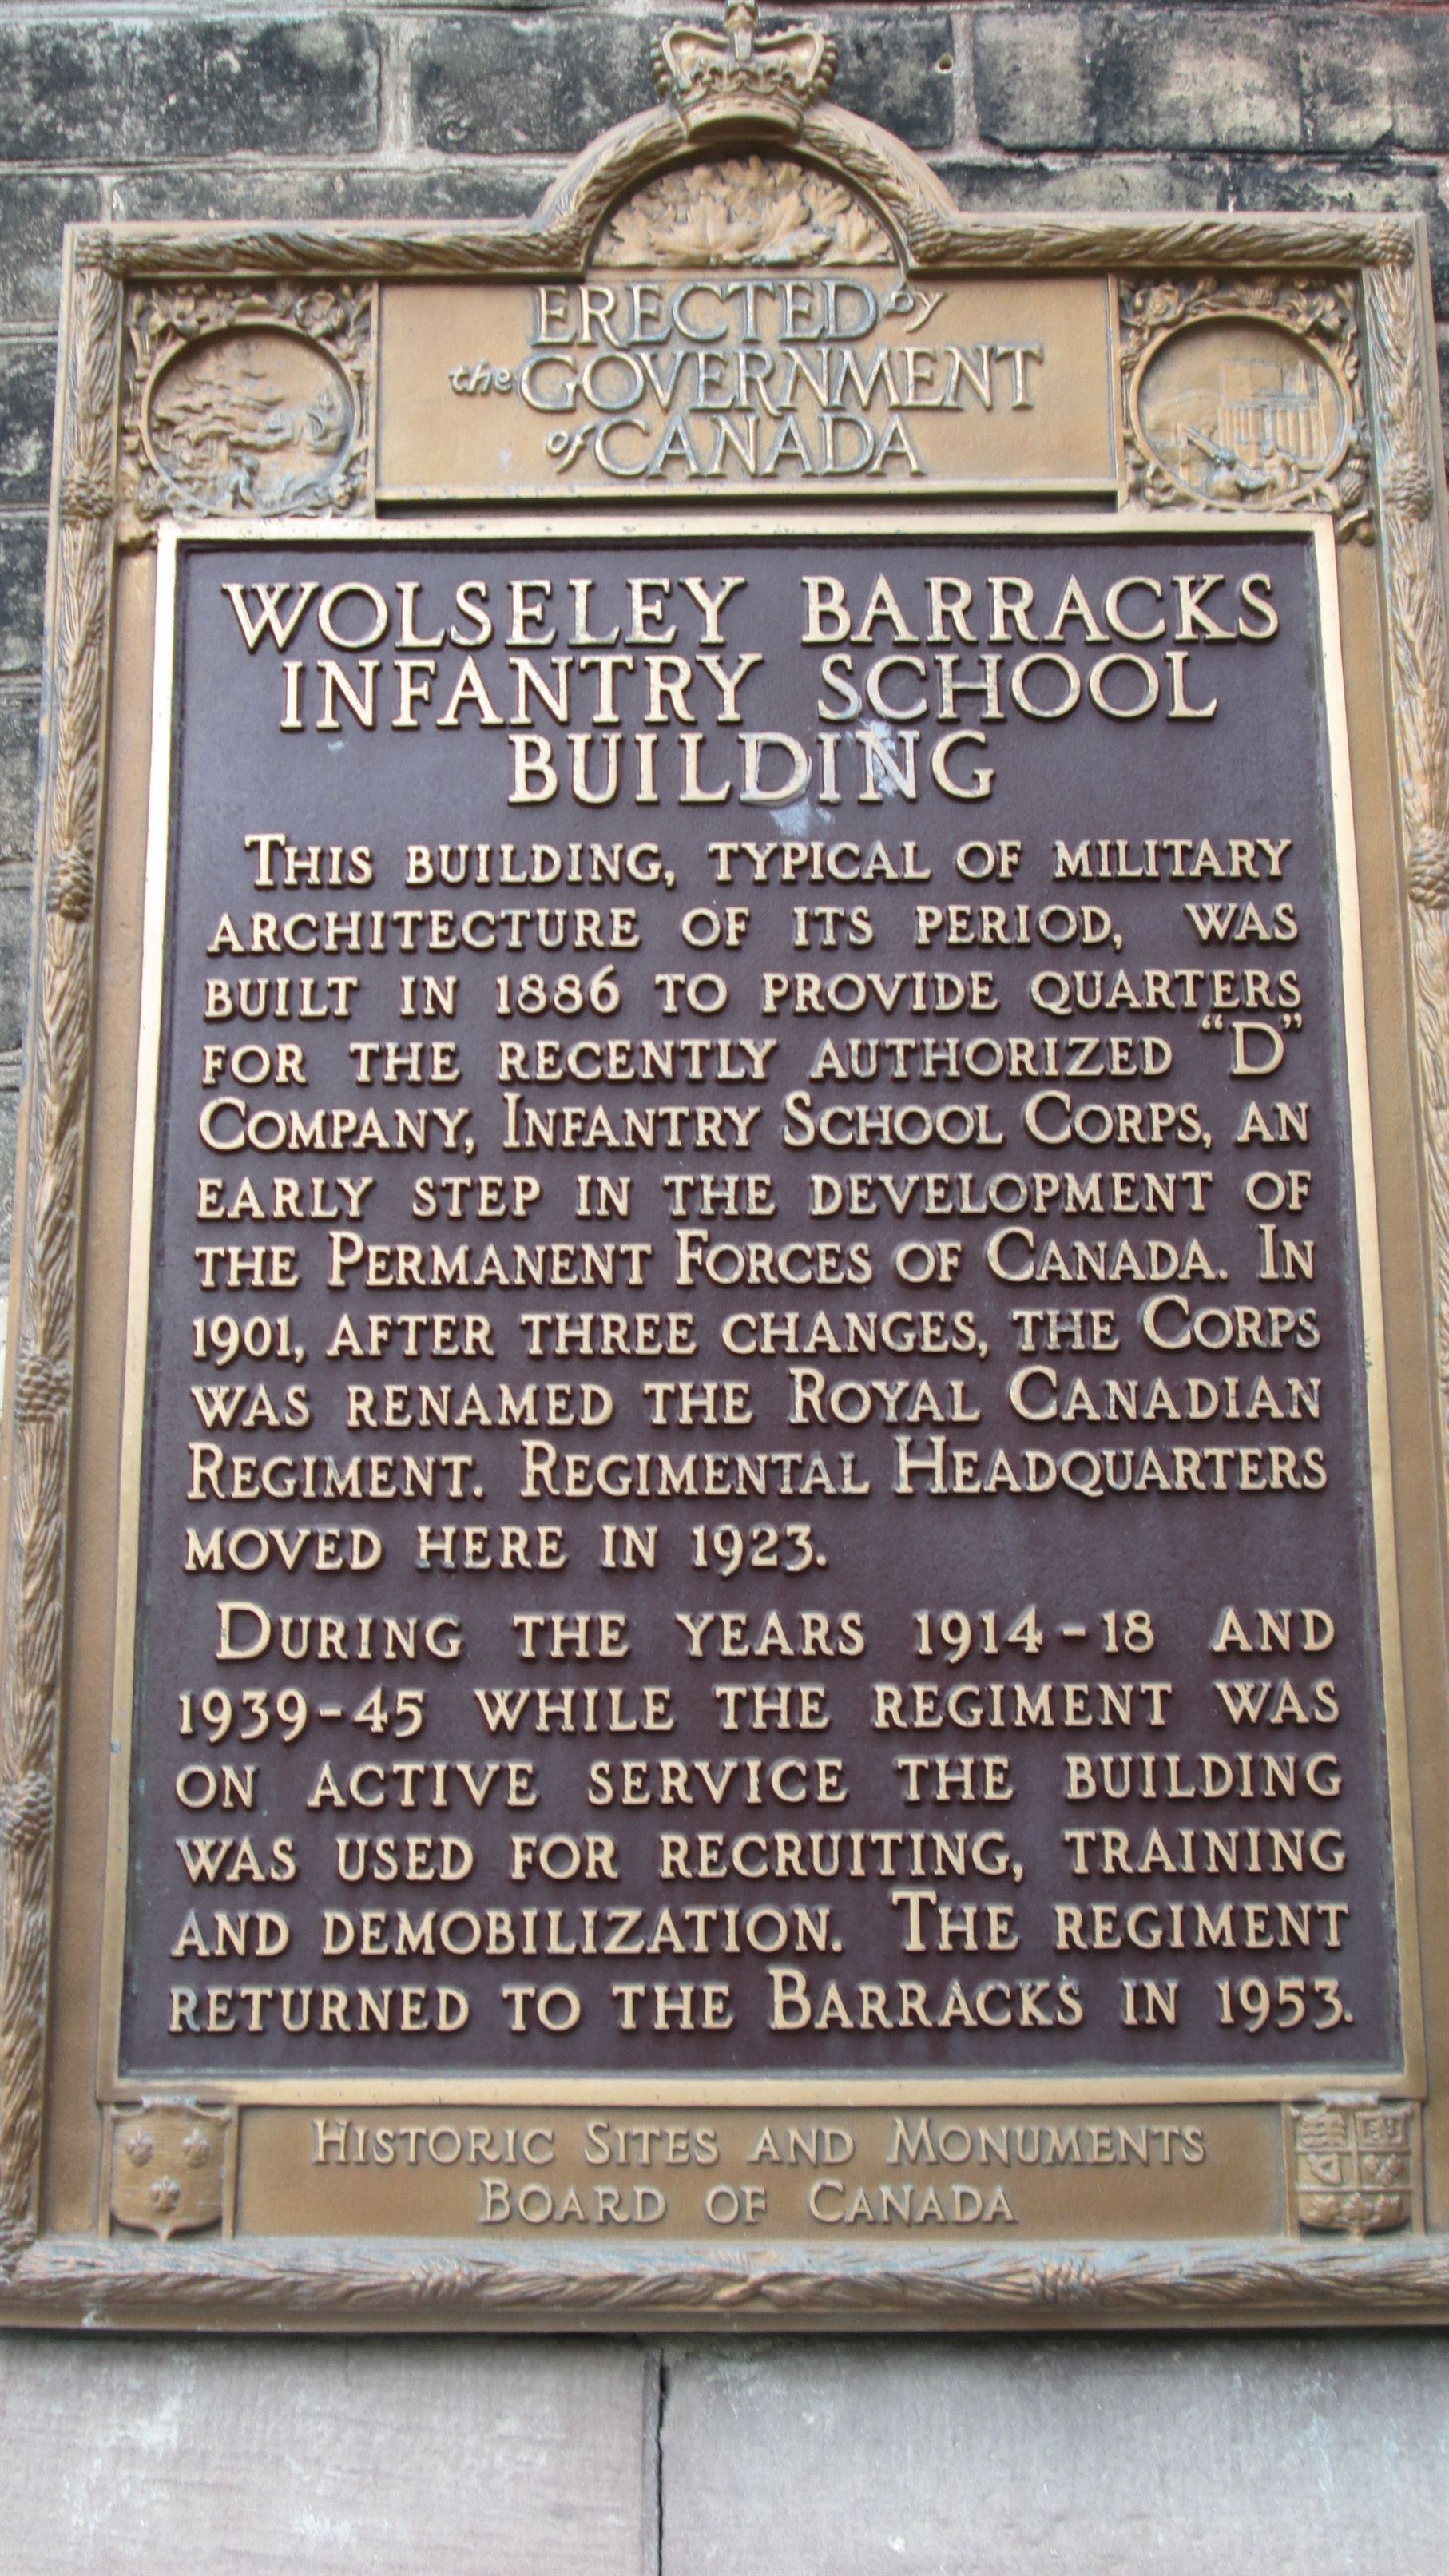 ERECTED by
the GOVERNMENT
of CANADA
WOLSELEY BARRACKS
INFANTRY SCHOOL
BUILDING
THIS BUILDING, TYPICAL OF MILITARY
ARCHITECTURE OF ITS PERIOD, WAS
BUILT IN 1886 TO PROVIDE QUARTERS
FOR THE RECENTLY AUTHORIZED "D"
COMPANY, INFANTRY SCHOOL CORPS, AN
EARLY STEP IN THE DEVELOPMENT OF
THE PERMANENT FORCES OF CANADA. IN
1901, AFTER THREE CHANGES, THE CORPS
WAS RENAMED THE ROYAL CANADIAN
REGIMENT. REGIMENTAL HEADQUARTERS
MOVED HERE IN 1923.
DURING THE YEARS 1914-18 AND
1939-45 WHILE THE REGIMENT WAS
ON ACTIVE SERVICE THE BUILDING
WAS USED FOR RECRUITING, TRAINING
AND DEMOBILIZATION. THE REGIMENT
RETURNED TO THE BARRACKS IN 1953.
HISTORIC SITES AND MONUMENTS
BOARD OF CANADA